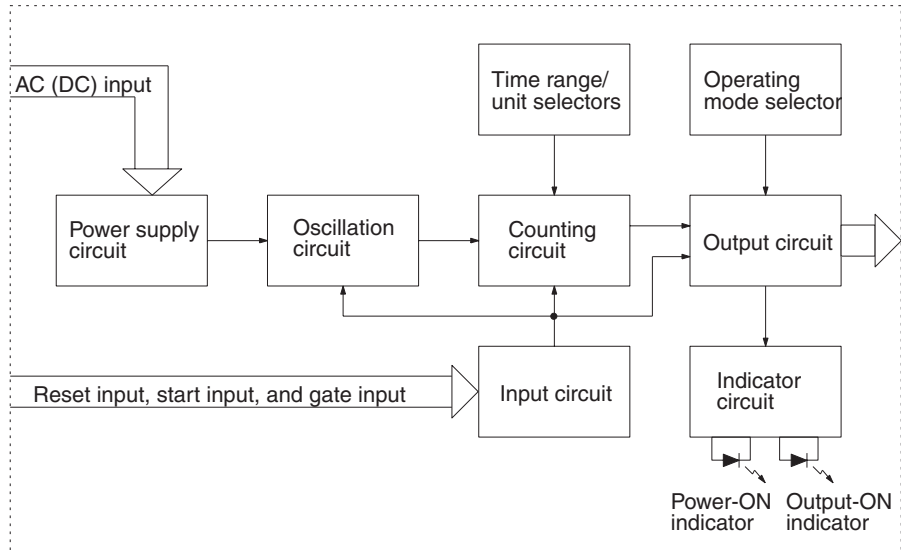 AC (DC) input
Time range/
unit selectors
Operating
mode selector
Power supply
circuit
Oscillation
circuit
Counting
circuit
Output circuit
Reset input, start input, and gate input
Input circuit
Indicator
circuit
Power-ON
indicator
Output-ON
indicator